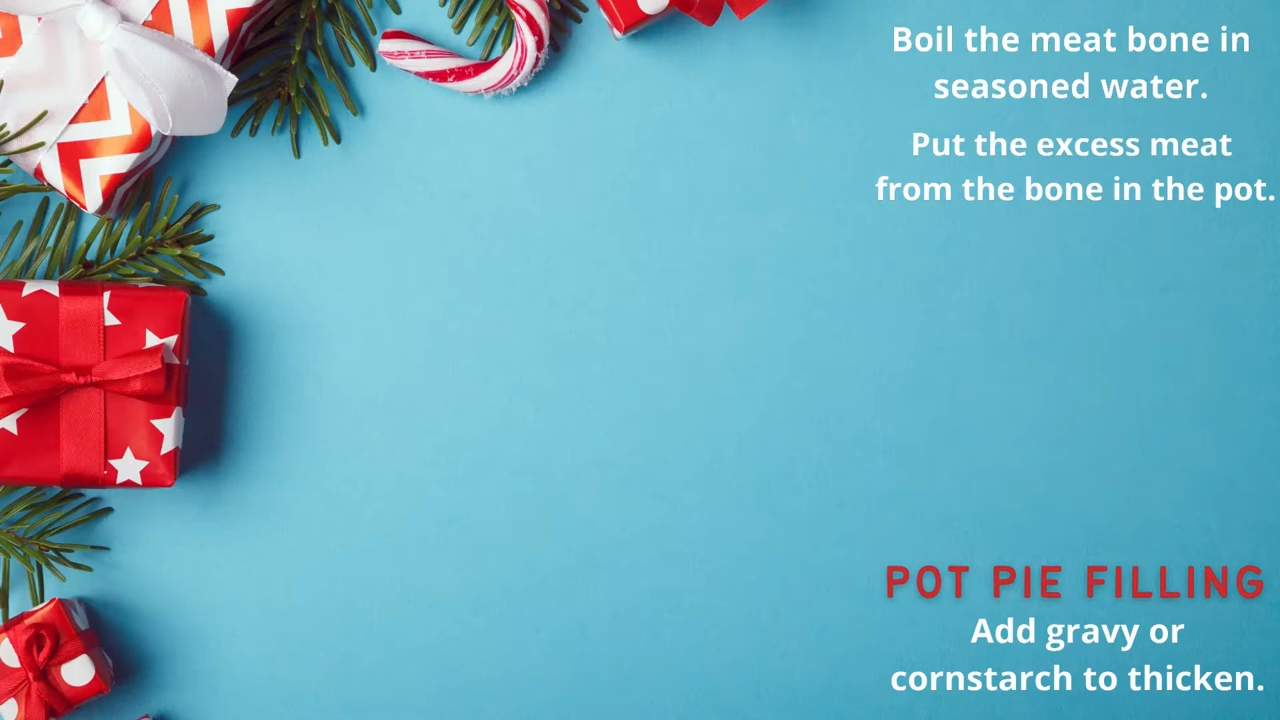 Boil the meat bone in
seasoned water.
Put the excess meat
from the bone in the pot.
POT PIE FILLING
Add gravy or
cornstarch to thicken.